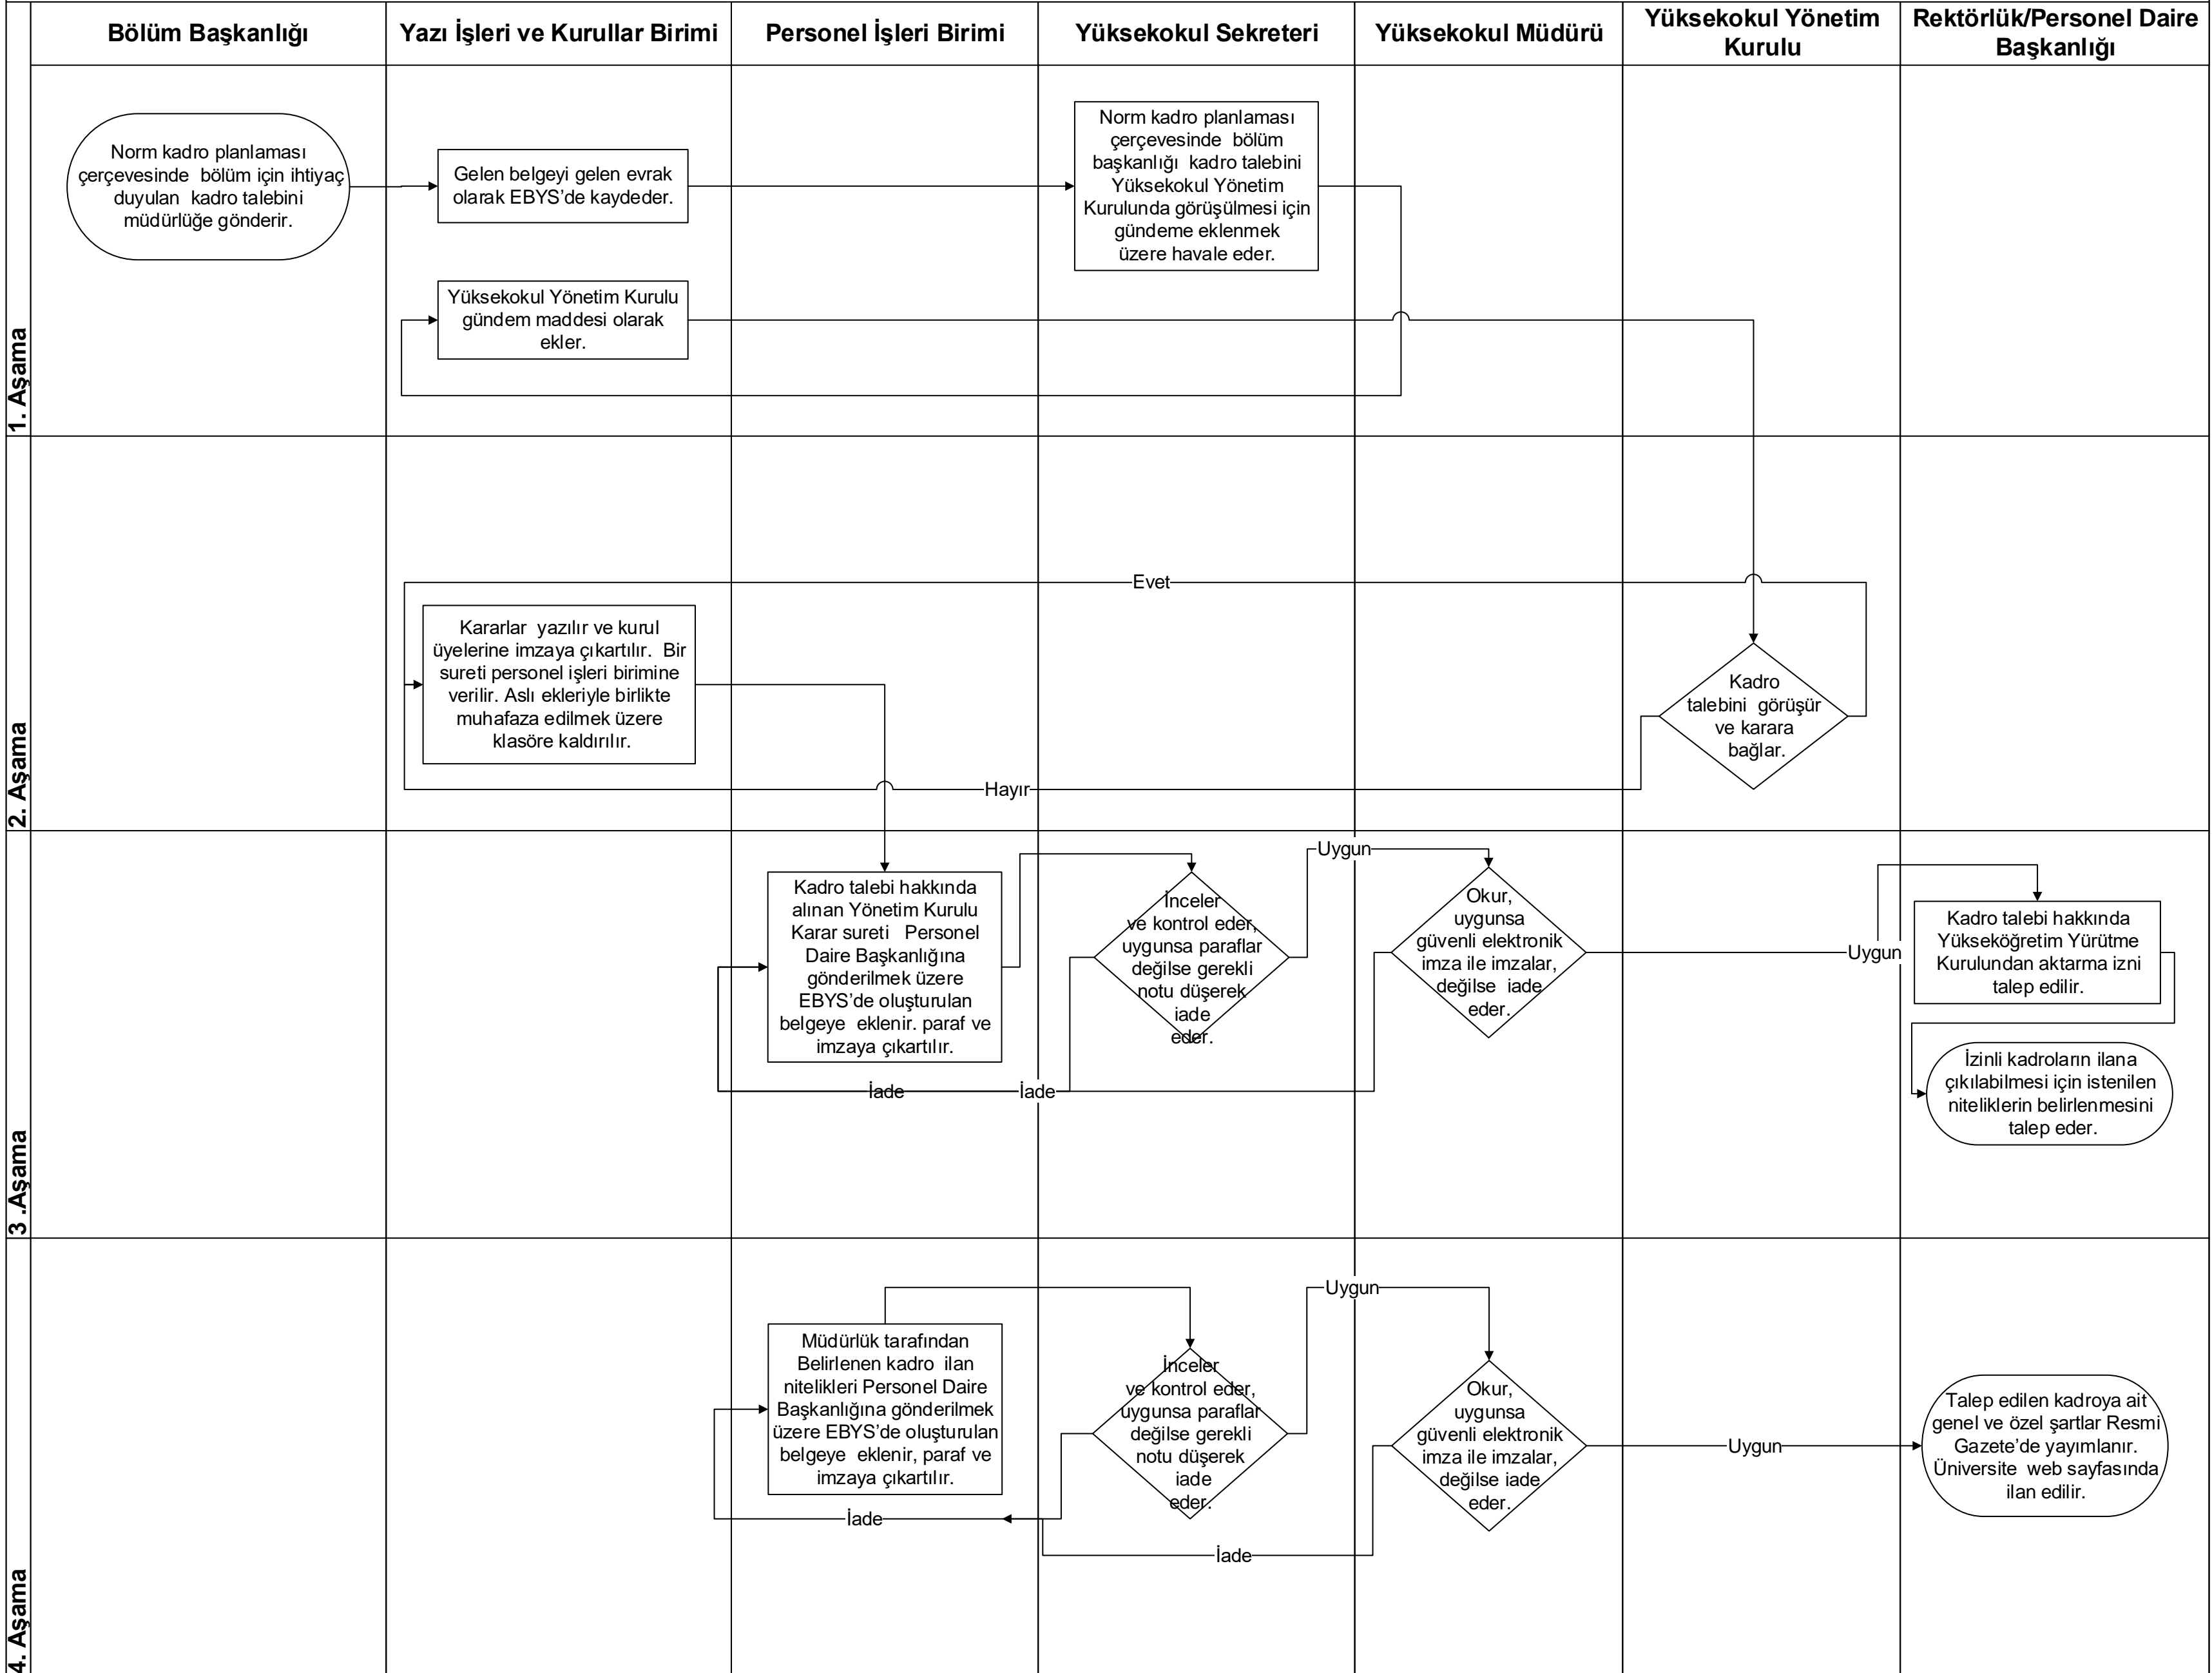 Bölüm Başkanlığı
Yazı İşleri ve Kurullar Birimi
Personel İşleri Birimi
Yüksekokul Sekreteri
Yüksekokul Müdürü
Yüksekokul Yönetim
Kurulu
Rektörlük/Personel Daire
Başkanlığı
1. Aşama
Norm kadro planlaması
çerçevesinde bölüm için ihtiyaç
duyulan kadro talebini
müdürlüğe gönderir.
Gelen belgeyi gelen evrak
olarak EBYS’de kaydeder.
Norm kadro planlaması
çerçevesinde bölüm
başkanlığı kadro talebini
Yüksekokul Yönetim
Kurulunda görüşülmesi için
gündeme eklenmek
üzere havale eder.
Yüksekokul Yönetim Kurulu
gündem maddesi olarak
ekler.
2. Aşama
Evet
Kararlar yazılır ve kurul
üyelerine imzaya çıkartılır. Bir
sureti personel işleri birimine
verilir. Aslı ekleriyle birlikte
muhafaza edilmek üzere
klasöre kaldırılır.
Kadro
talebini görüşür
ve karara
bağlar.
Hayır
3 .Aşama
Kadro talebi hakkında
alınan Yönetim Kurulu
Karar sureti Personel
Daire Başkanlığına
gönderilmek üzere
EBYS’de oluşturulan
belgeye eklenir. paraf ve
imzaya çıkartılır.
İnceler
ve kontrol eder,
uygunsa paraflar
değilse gerekli
notu düşerek
iade
eder.
Uygun
Okur,
uygunsa
güvenli elektronik
imza ile imzalar,
değilse iade
eder.
Uygun
Kadro talebi hakkında
Yükseköğretim Yürütme
Kurulundan aktarma izni
talep edilir.
İzinli kadroların ilana
çıkılabilmesi için istenilen
niteliklerin belirlenmesini
talep eder.
İade
İade
4. Aşama
Müdürlük tarafından
Belirlenen kadro ilan
nitelikleri Personel Daire
Başkanlığına gönderilmek
üzere EBYS’de oluşturulan
belgeye eklenir, paraf ve
imzaya çıkartılır.
İnceler
ve kontrol eder,
uygunsa paraflar
değilse gerekli
notu düşerek
iade
eder.
Uygun
Okur,
uygunsa
güvenli elektronik
imza ile imzalar,
değilse iade
eder.
Uygun
Talep edilen kadroya ait
genel ve özel şartlar Resmi
Gazete’de yayımlanır.
Üniversite web sayfasında
ilan edilir.
İade
İade